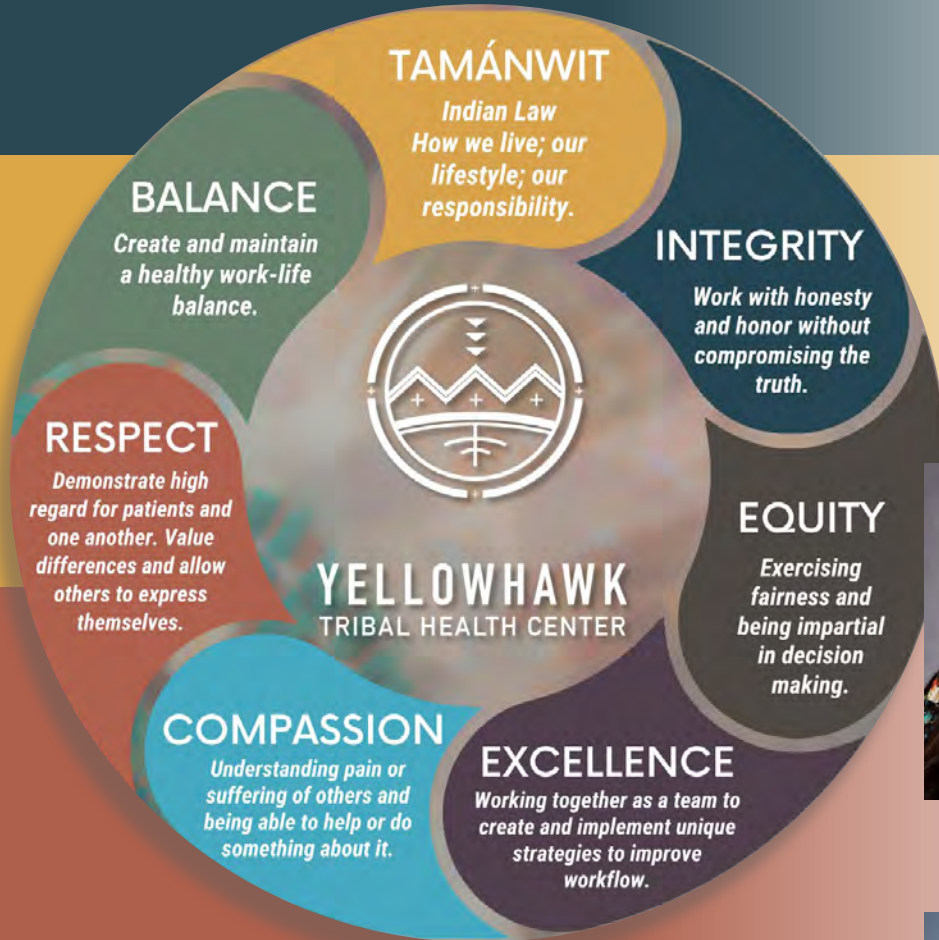 TAMÁNWIT
Indian Law
How we live; our
lifestyle; our
responsibility.
INTEGRITY
Work with honesty
and honor without
compromising the
truth.
EQUITY
Exercising
fairness and
being impartial
in decision
making.
EXCELLENCE
Working together as a team to
create and implement unique
strategies to improve
workflow.
COMPASSION
Understanding pain or
suffering of others and
being able to help or do
something about it.
RESPECT
Demonstrate high
regard for patients and
one another. Value
differences and allow
others to express
themselves.
BALANCE
Create and maintain
a healthy work-life
balance.
YELLOWHAWK
TRIBAL HEALTH CENTER